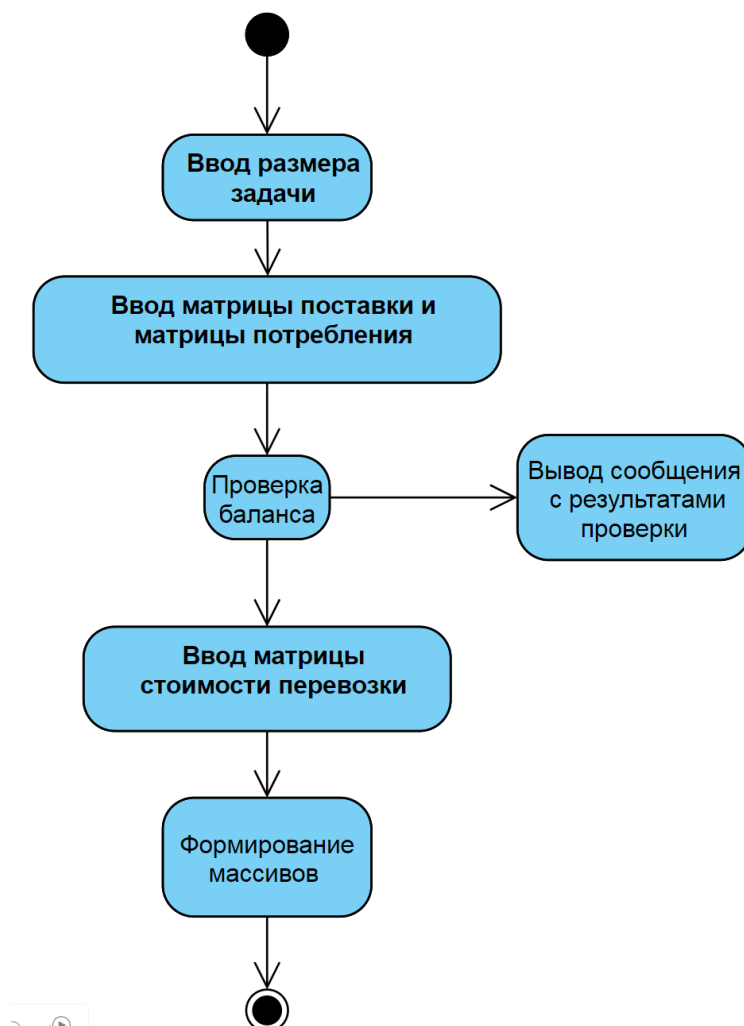 Ввод размера
задачи
Ввод матрицы поставки и
матрицы потребления
Проверка
баланса
Вывод сообщения
с результатами
проверки
Ввод матрицы
стоимости перевозки
Формирование
массивов